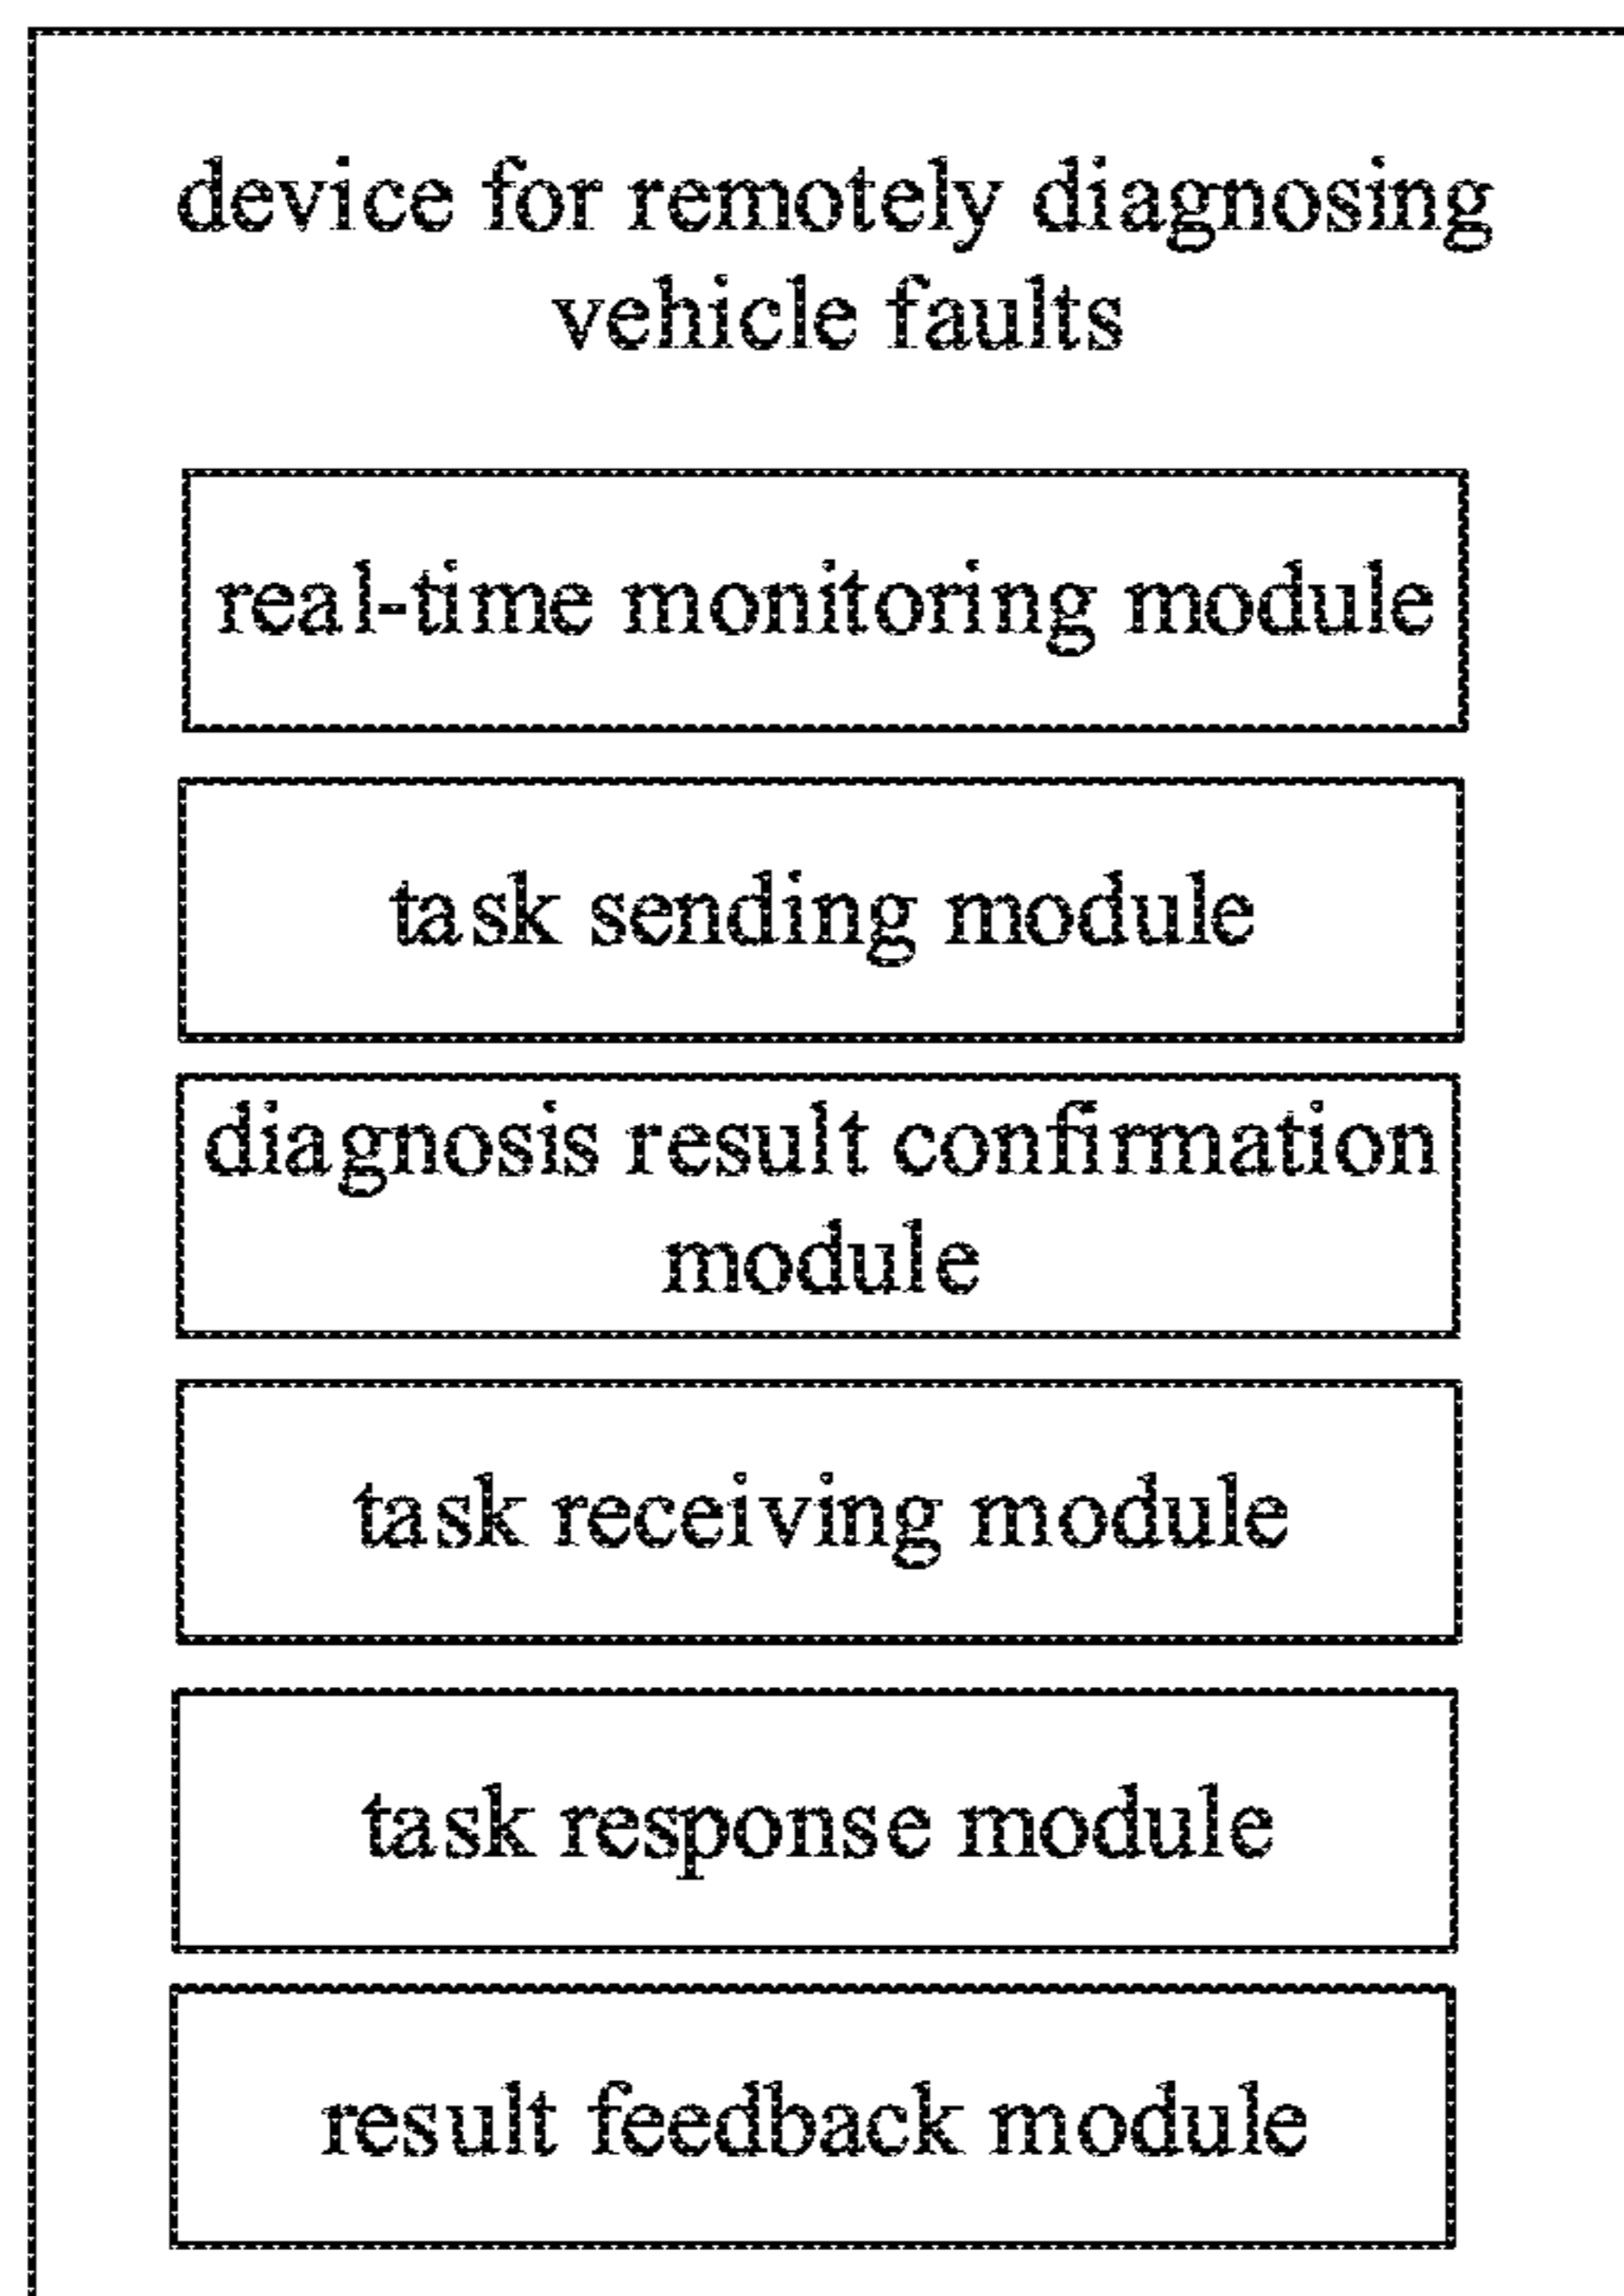 device for remotely diagnosing
vehicle faults
real-time monitoring module
task sending module
diagnosis result confirmation
module
task receiving module
task response module
result feedback module